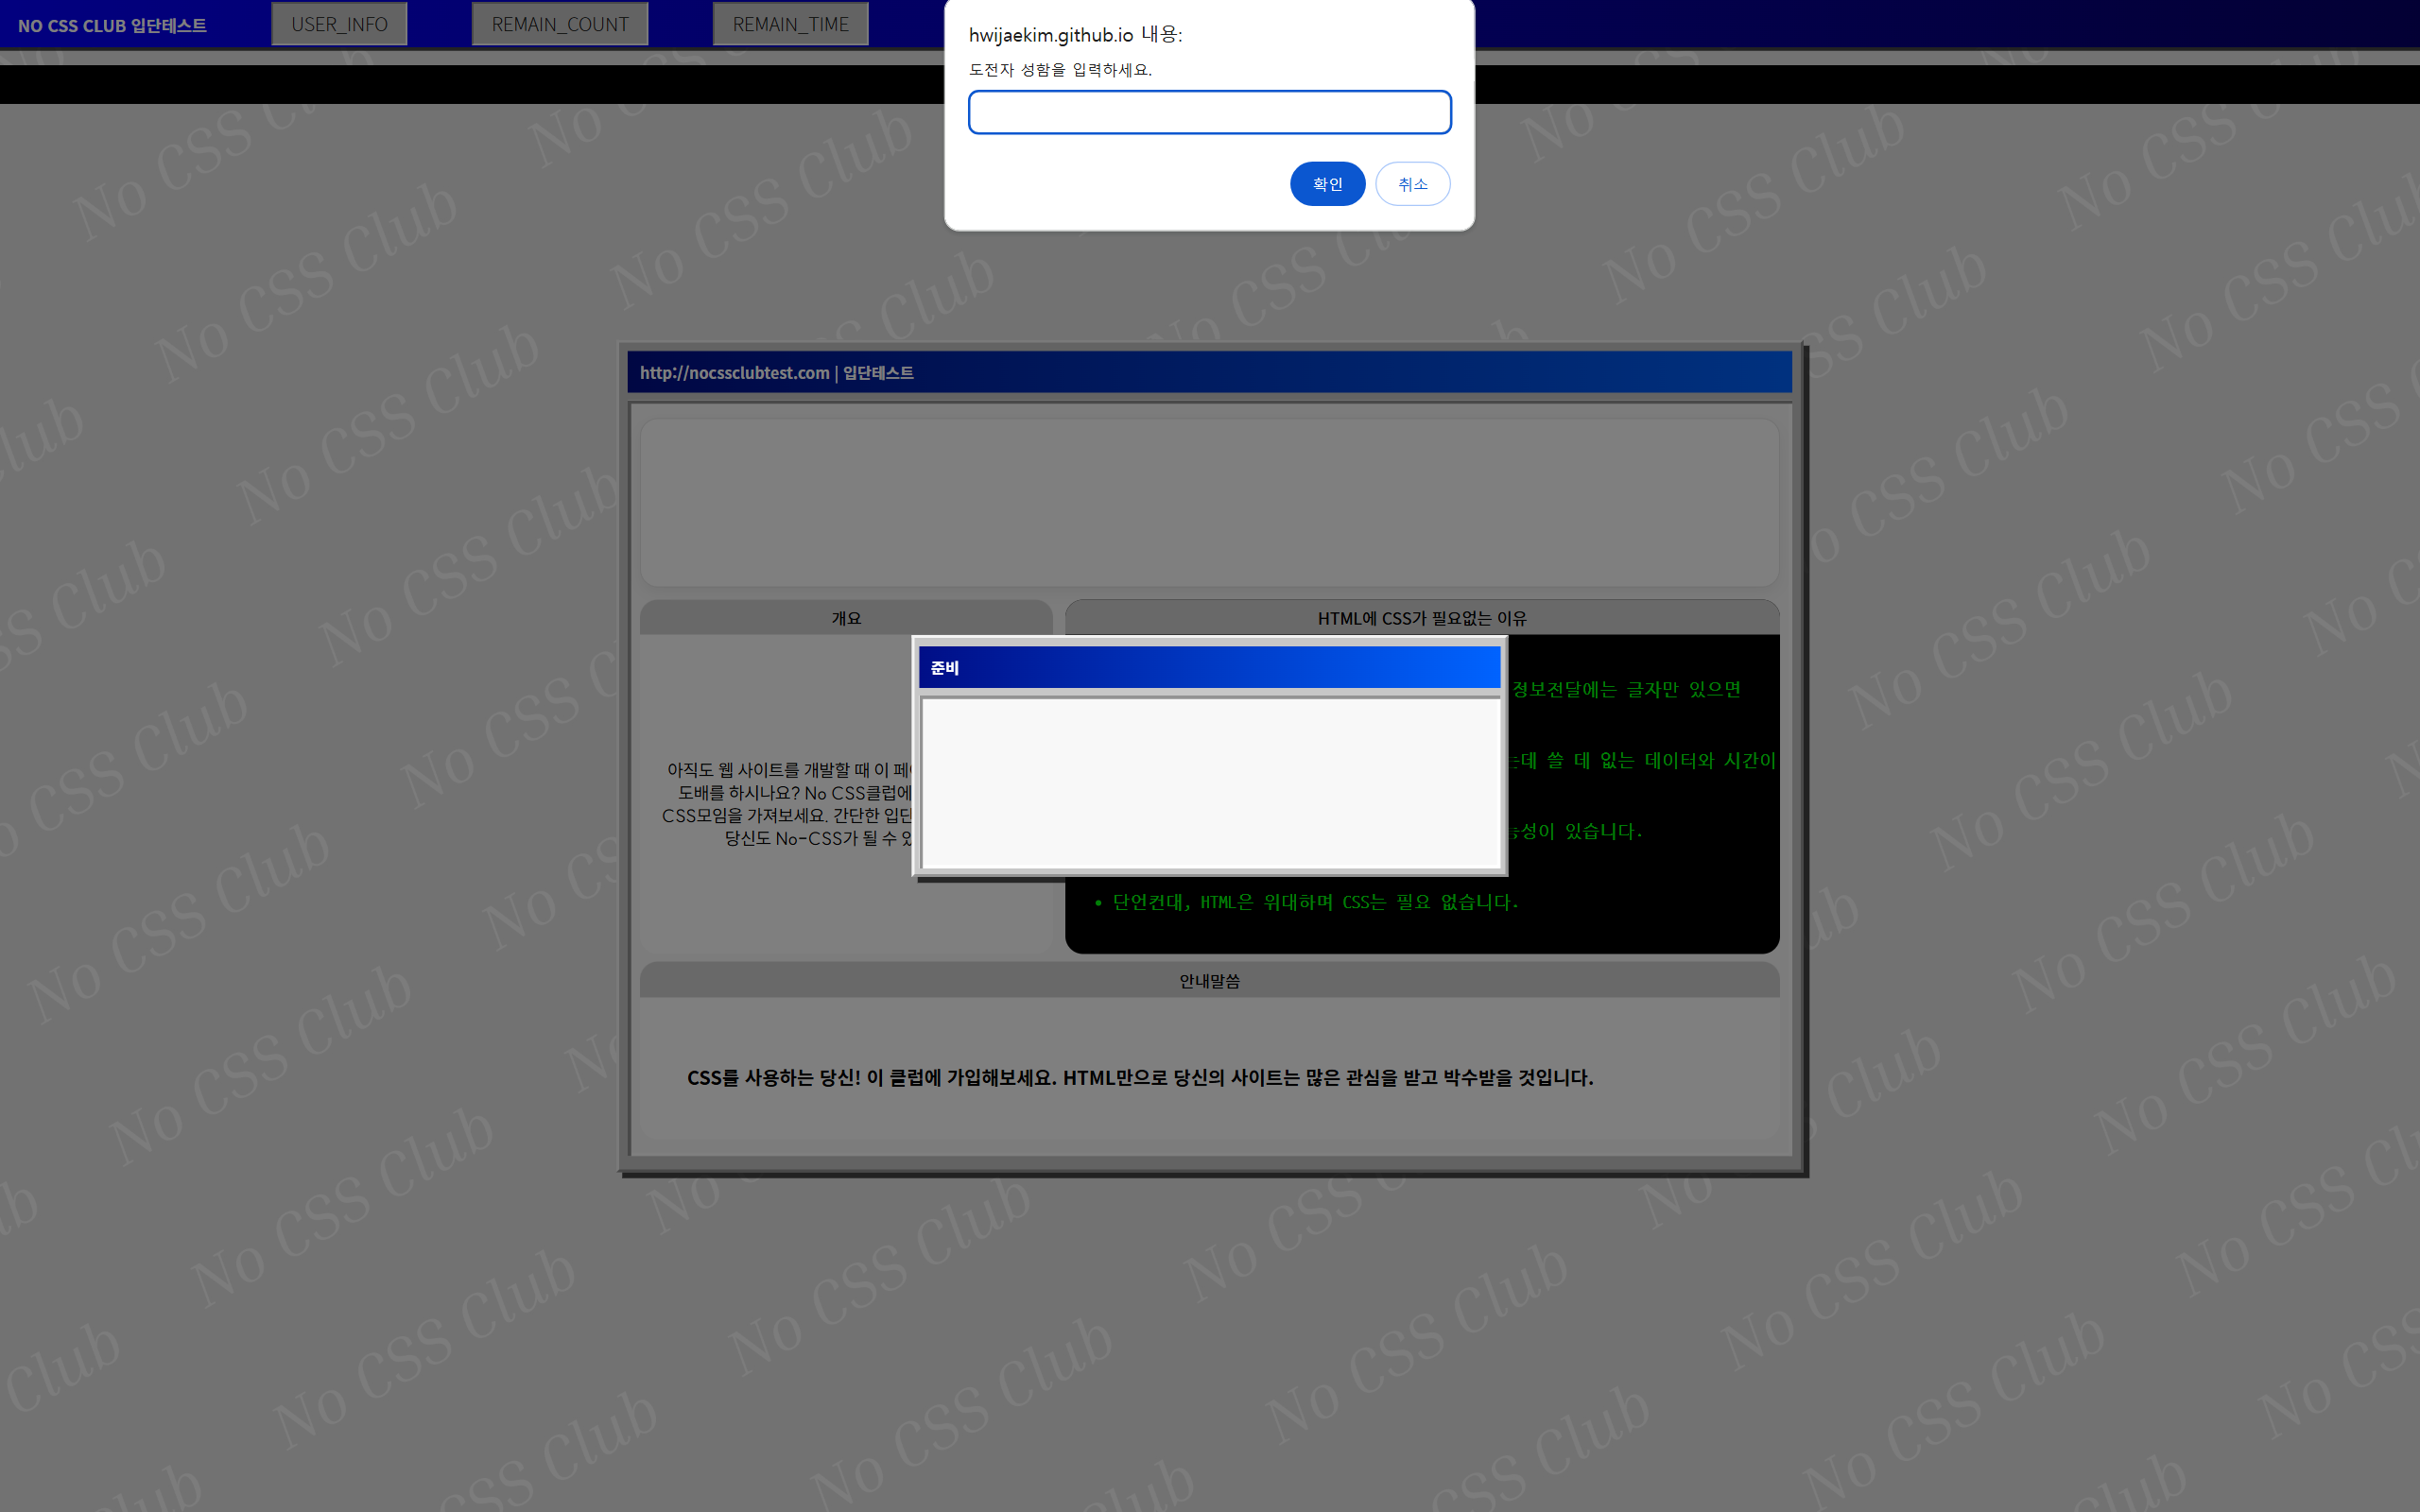 NO CSS CLUB 입단테스트
USER_INFO
REMAIN_COUNT
REMAIN_TIME
hwijaekim.github.io 내용:
도전자 성함을 입력하세요.
확인
취소
http://nocssclubtest.com | 입단테스트
개요
HTML에 CSS가 필요없는 이유
준비
정보전달에는 글자만 있으면
아직도 웹 사이트를 개발할 때 이
데 쓸 데 없는 데이터와 시간이
도배를 하시나요? No CSS클럽에
CSS모임을 가져보세요. 간단한 입단
성이 있습니다.
당신도 No-CSS가 될 수
• 단언컨대, HTML은 위대하며 CSS는 필요 없습니다.
안내말씀
CSS를 사용하는 당신! 이 클럽에 가입해보세요. HTML만으로 당신의 사이트는 많은 관심을 받고 박수받을 것입니다.
No CSS Club